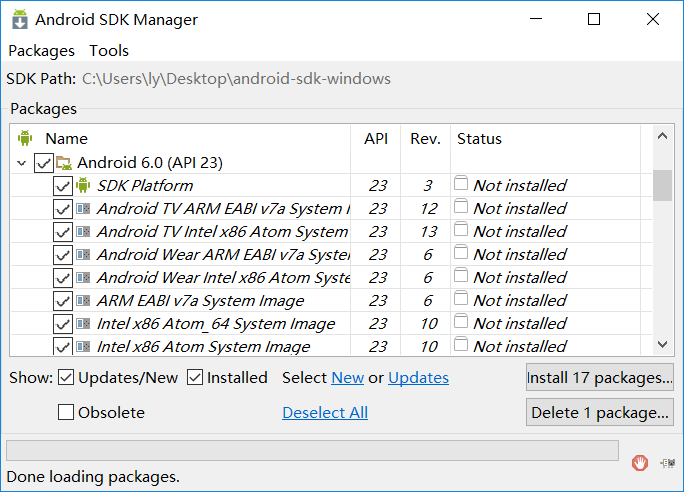 Android SDK Manager
Packages Tools
SDK Path: C:\Users\ly\Desktop\android-sdk-windows
Packages
Name API Rev. Status
Android 6.0 (API 23)
SDK Platform 23 3 Not installed
Android TV ARM EABI v7a System I 23 12 Not installed
Android TV Intel x86 Atom System 23 13 Not installed
Android Wear ARM EABI v7a Syster 23 6 Not installed
Android Wear Intel x86 Atom Syste 23 6 Not installed
ARM EABI v7a System Image 23 6 Not installed
Intel x86 Atom_64 System Image 23 10 Not installed
Intel x86 Atom System Image 23 10 Not installed
Show: Updates/New Installed Select New or Updates Install 17 packages...
Obsolete Deselect All Delete 1 package...
Done loading packages.